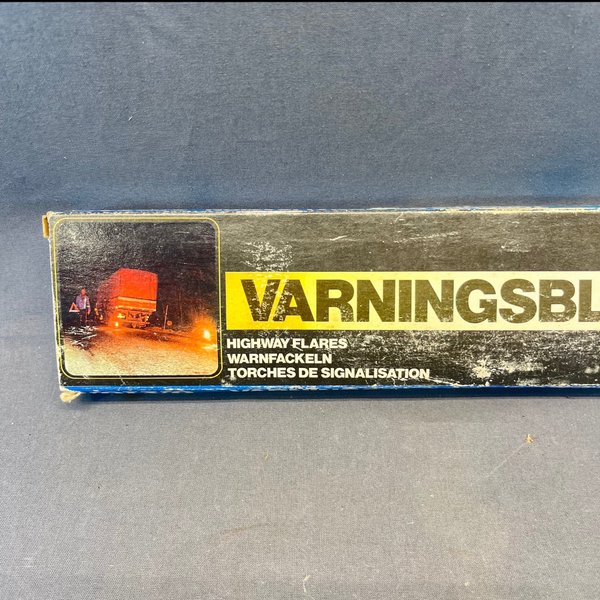 VARNINGSBL
HIGHWAY FLARES
WARNFACKELN
TORCHES DE SIGNALISATION